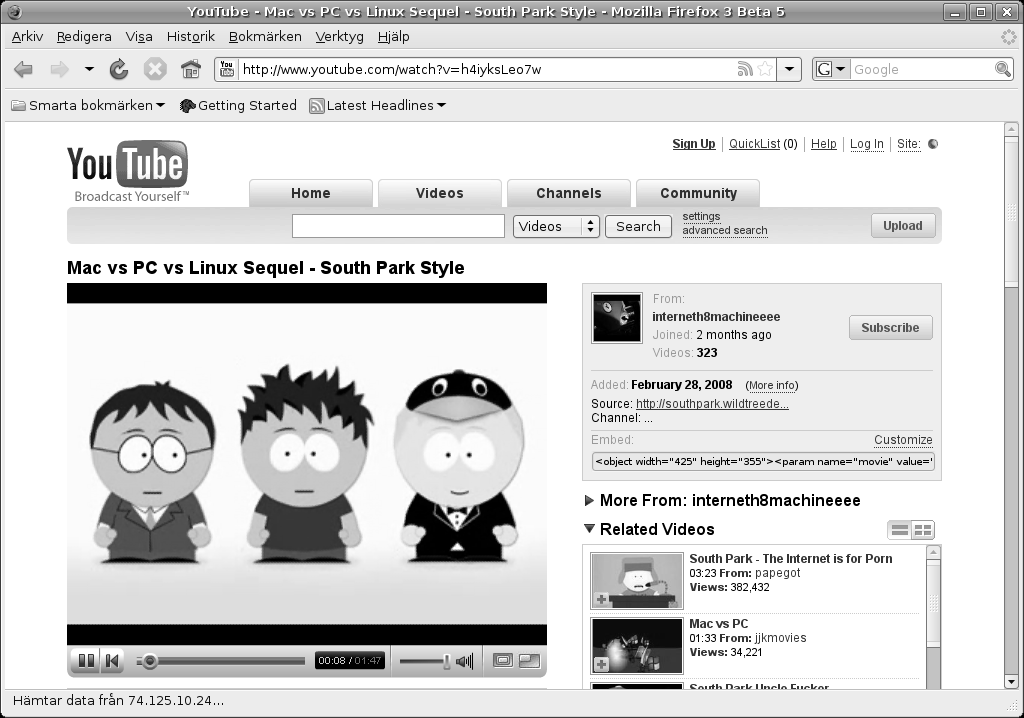 YouTube - Mac vs PC vs Linux Sequel - South Park Style - Mozilla Firefox 3 Beta 5
Arkiv Redigera Visa Historik Bokmärken Verktyg Hjälp
http://www.youtube.com/watch?v=h4iyksLeo7w
G Google
Smarta bokmärken Getting Started Latest Headlines
Sign Up QuickList (0) Help Log In Site:
You Tube
Broadcast Yourself™
Home Videos Channels Community
Videos Search settings
advanced search
Upload
Mac vs PC vs Linux Sequel - South Park Style
From:
interneth8machineeee
Joined: 2 months ago
Videos: 323
Subscribe
Added: February 28, 2008 (More info)
Source: http://southpark.wildtreede...
Channel: ...
Embed: Customize
<object width="425" height="355"><param name="movie" value="
More From: interneth8machineeee
Related Videos
South Park - The Internet is for Porn
03:23 From: papegot
Views: 382,432
Mac vs PC
01:33 From: jjkmovies
Views: 34,221
South Park Uncle Fucker
00:08 / 01:47
Hämtar data från 74.125.10.24...